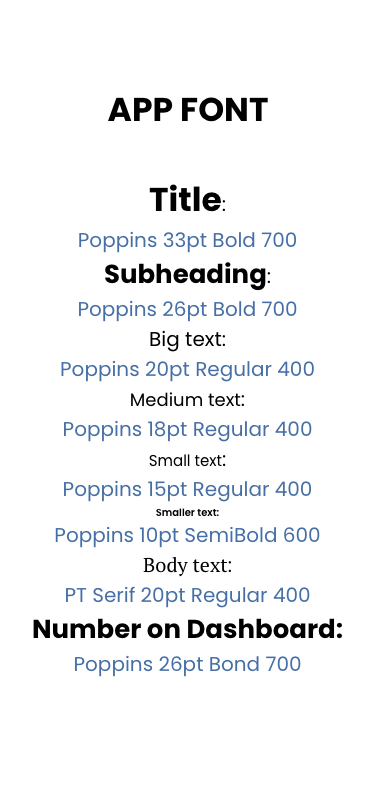 APP FONT
Title:
Poppins 33pt Bold 700
Subheading:
Poppins 26pt Bold 700
Big text:
Poppins 20pt Regular 400
Medium text:
Poppins 18pt Regular 400
Small text:
Poppins 15pt Regular 400
Smaller text:
Poppins 10pt SemiBold 600
Body text:
PT Serif 20pt Regular 400
Number on Dashboard:
Poppins 26pt Bond 700